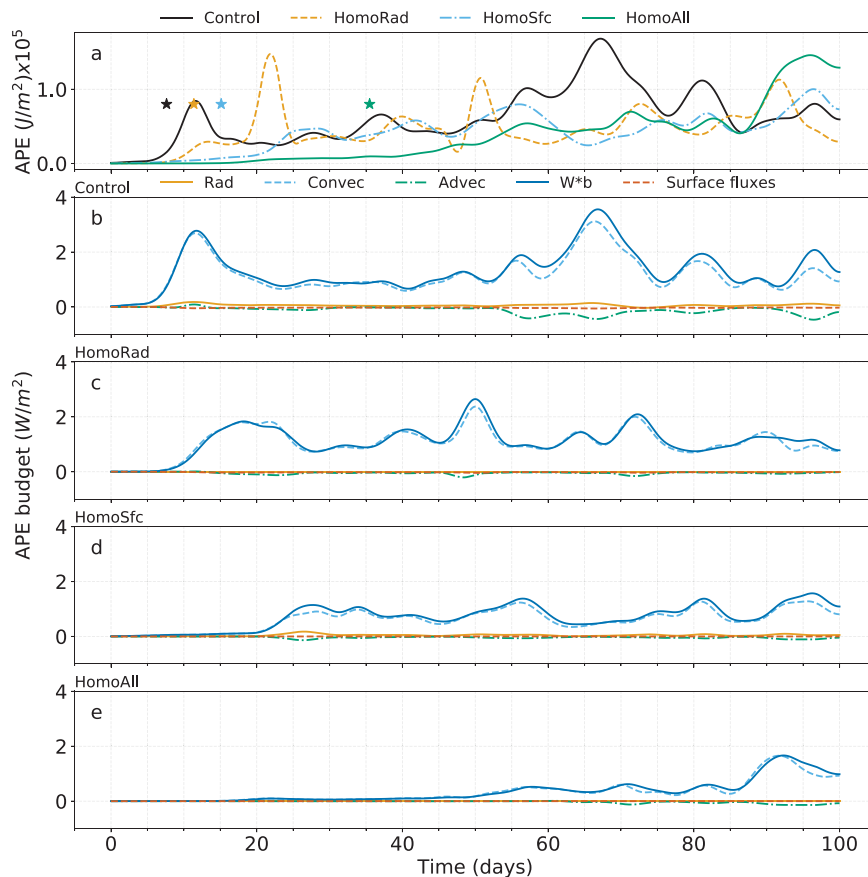 Control HomoRad HomoSfc HomoAll
a
APE (J/m²)x10⁵
1.0
0.0
Control
Rad Convec Advec W*b Surface fluxes
b
4
2
0
HomoRad
c
4
2
0
APE budget (W/m²)
HomoSfc
d
4
2
0
HomoAll
e
4
2
0
0 20 40 60 80 100
Time (days)